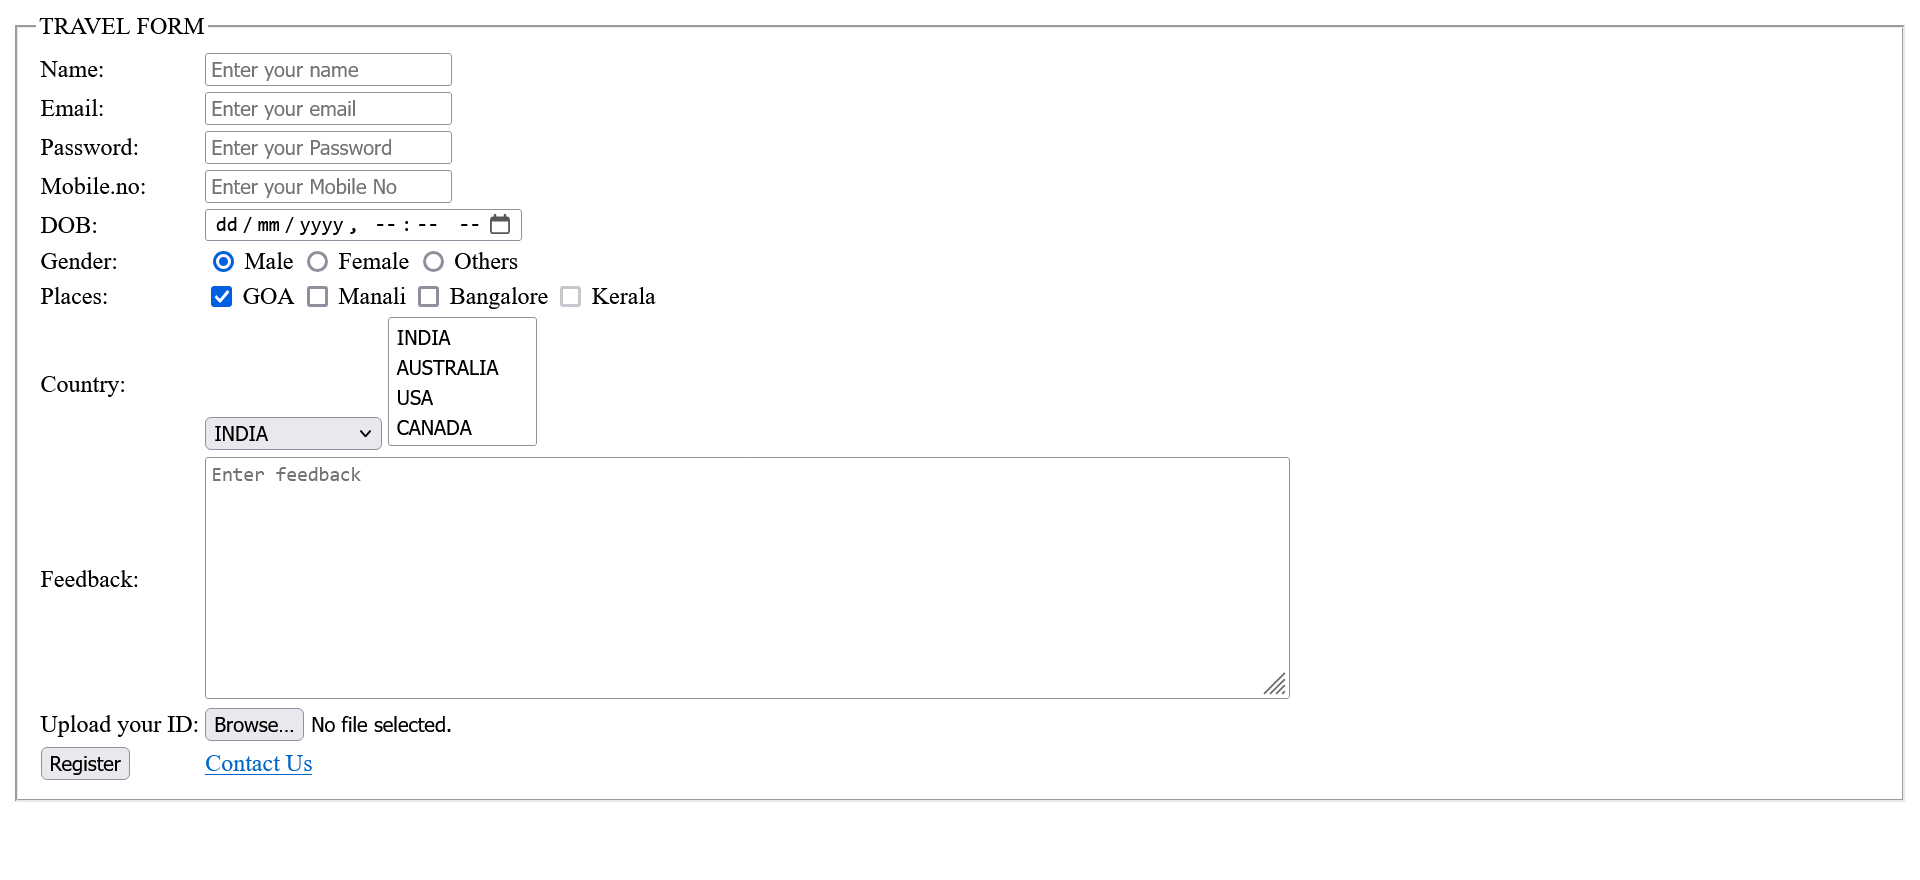 TRAVEL FORM
Name: Enter your name
Email: Enter your email
Password: Enter your Password
Mobile.no: Enter your Mobile No
DOB: dd/mm/yyyy, --:-- --
Gender: Male Female Others
Places: GOA Manali Bangalore Kerala
Country: INDIA
INDIA
AUSTRALIA
USA
CANADA
Feedback: Enter feedback
Upload your ID: Browse... No file selected.
Register Contact Us